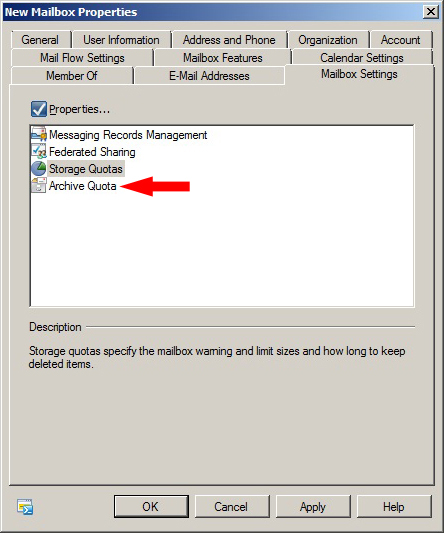 New Mailbox Properties
General User Information Address and Phone Organization Account
Mail Flow Settings Mailbox Features Calendar Settings
Member Of E-Mail Addresses Mailbox Settings
Properties...
Messaging Records Management
Federated Sharing
Storage Quotas
Archive Quota
Description
Storage quotas specify the mailbox warning and limit sizes and how long to keep
deleted items.
OK Cancel Apply Help